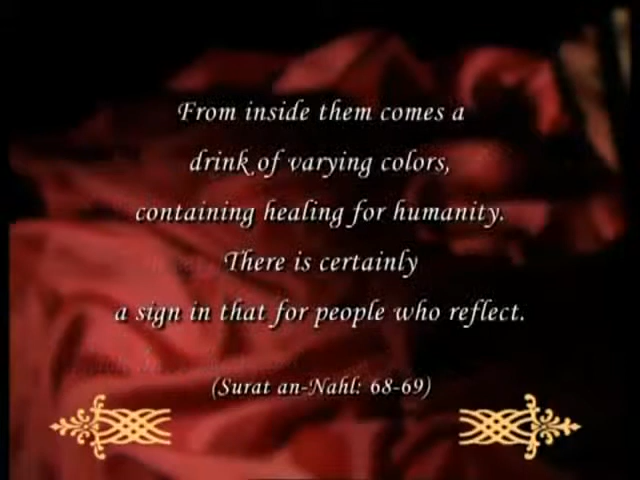 From inside them comes a
drink of varying colors,
containing healing for humanity.
There is certainly
a sign in that for people who reflect.
(Surat an-Nahl: 68-69)